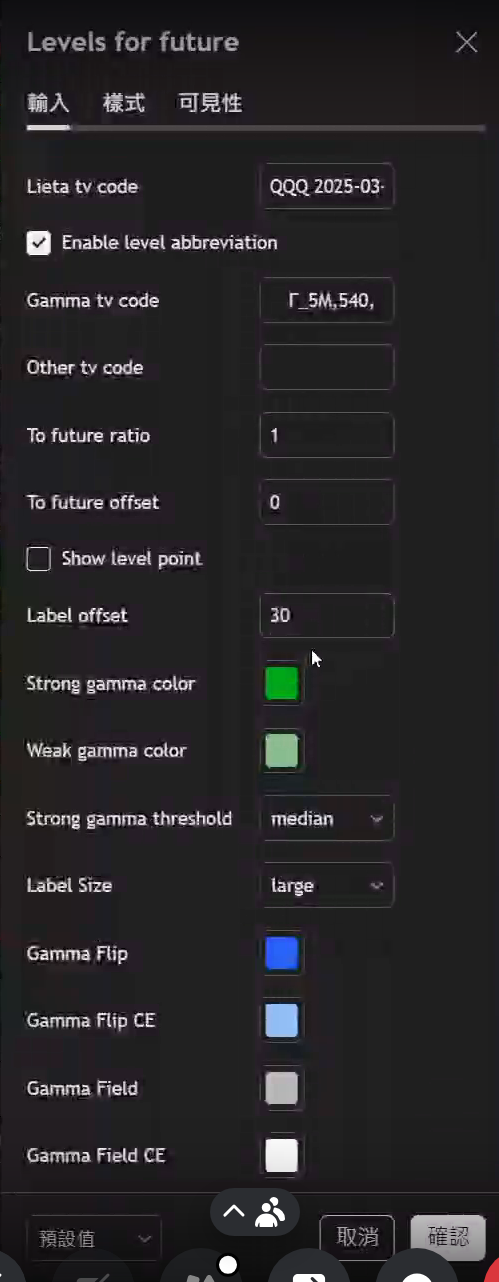 Levels for future
輸入 樣式 可見性
Lieta tv code QQQ 2025-03-
Enable level abbreviation
Gamma tv code Γ_5M,540,
Other tv code
To future ratio 1
To future offset 0
Show level point
Label offset 30
Strong gamma color
Weak gamma color
Strong gamma threshold median
Label Size large
Gamma Flip
Gamma Flip CE
Gamma Field
Gamma Field CE
預設值 取消 確認